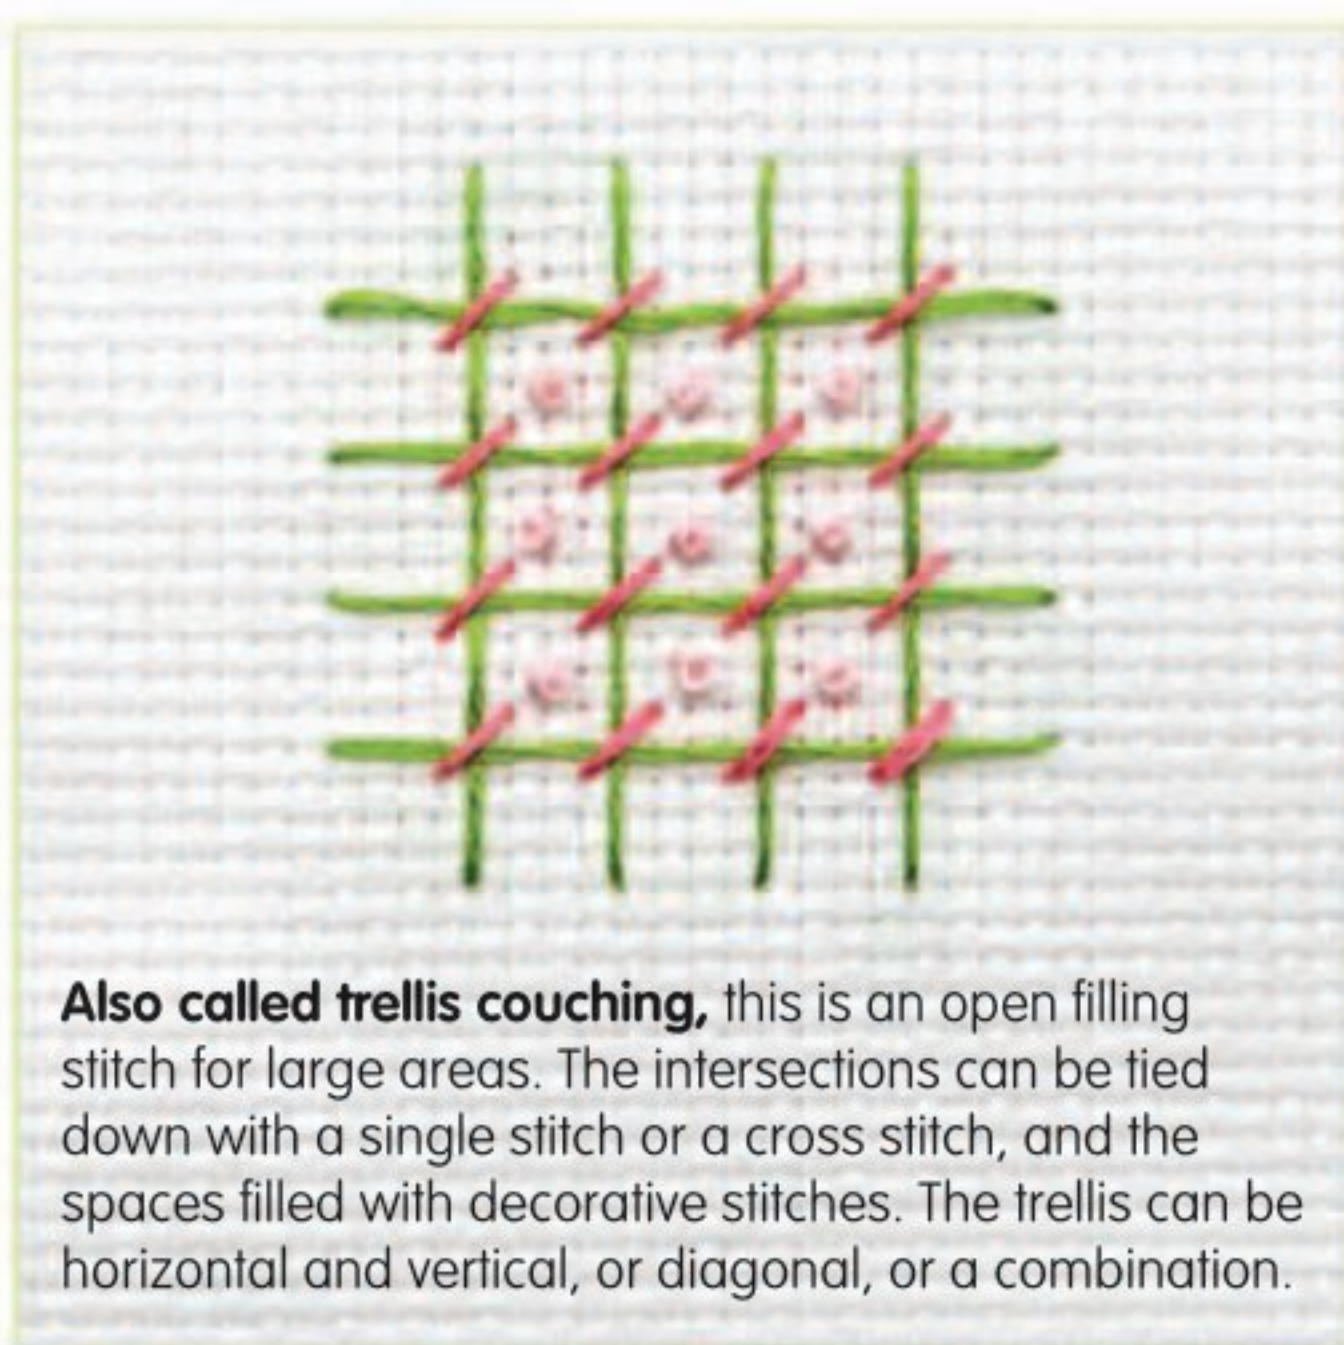 Also called trellis couching, this is an open filling
stitch for large areas. The intersections can be tied
down with a single stitch or a cross stitch, and the
spaces filled with decorative stitches. The trellis can be
horizontal and vertical, or diagonal, or a combination.